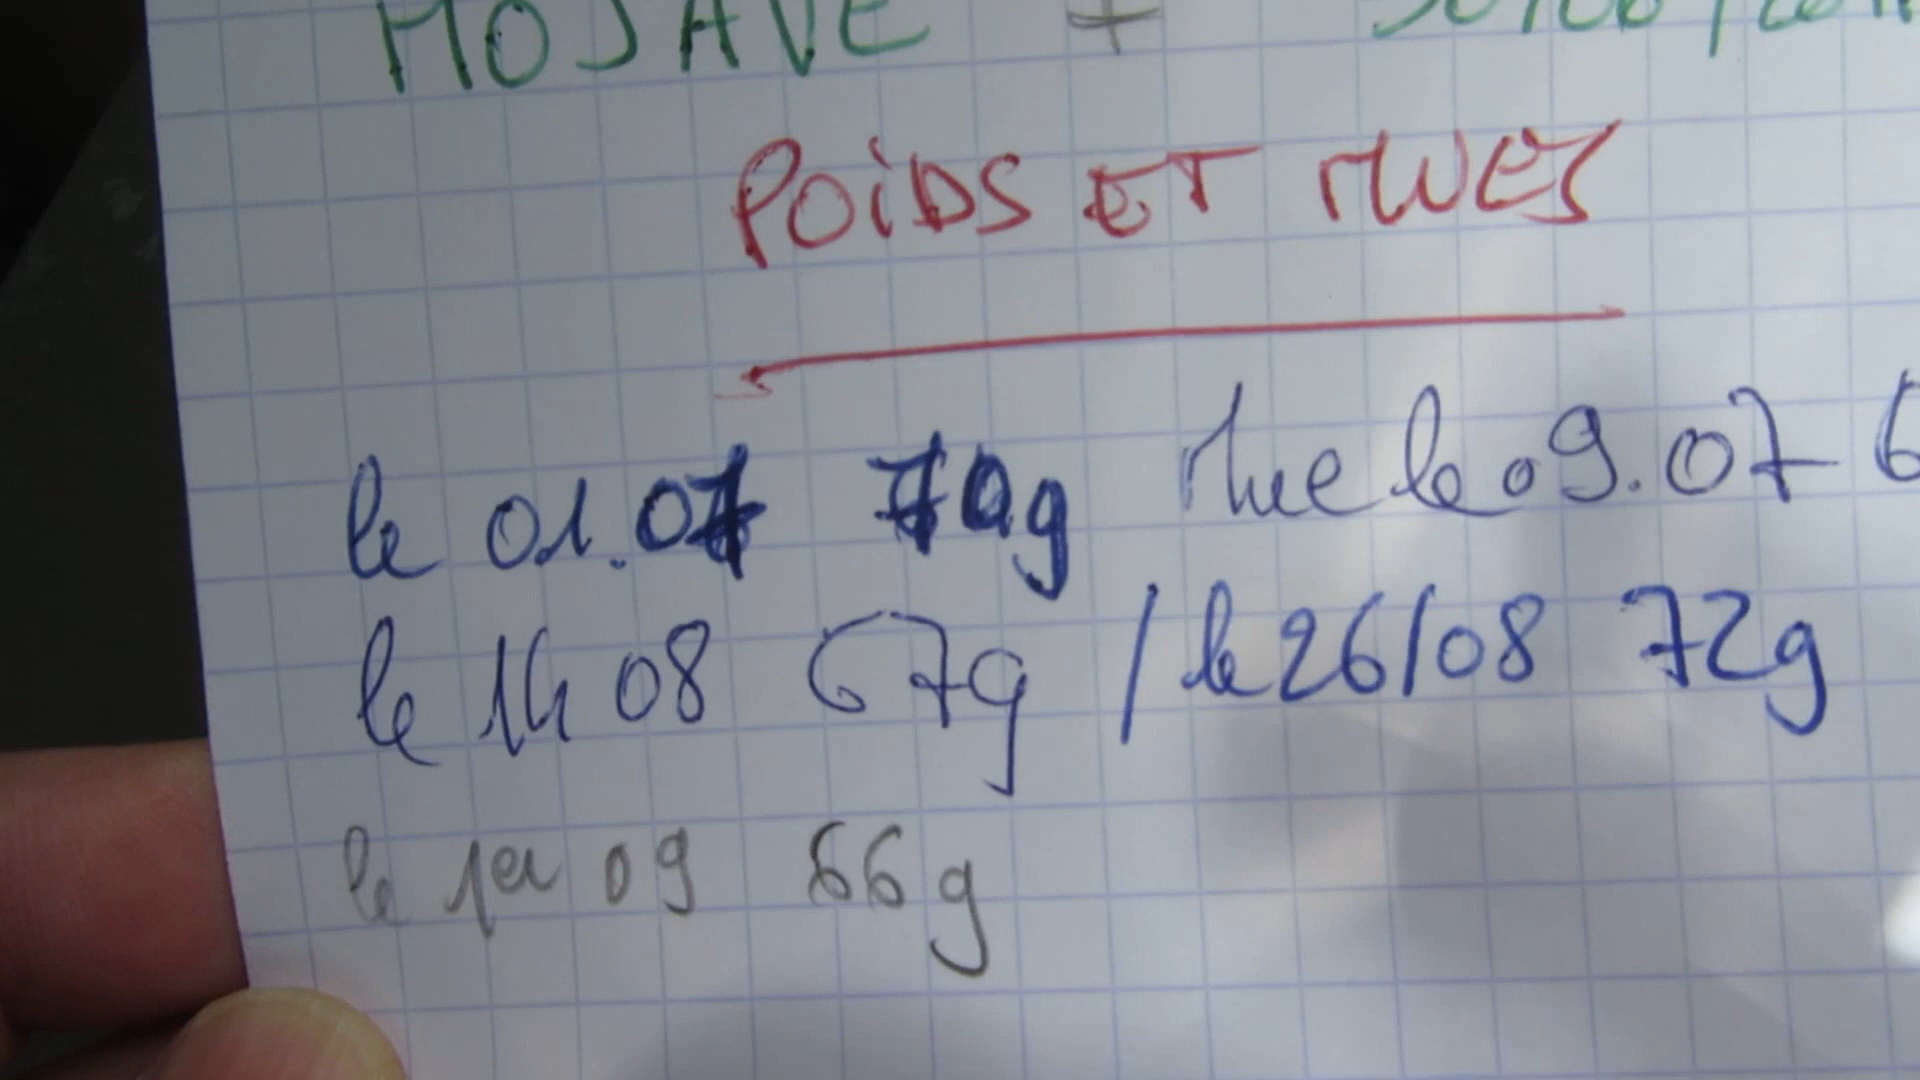 MOJAVE +
POiDS ET MUES
le 01.07 70g Mue le 09.07 6
le 14 08 67g / le 26/08 72g
le 1er 09 66g